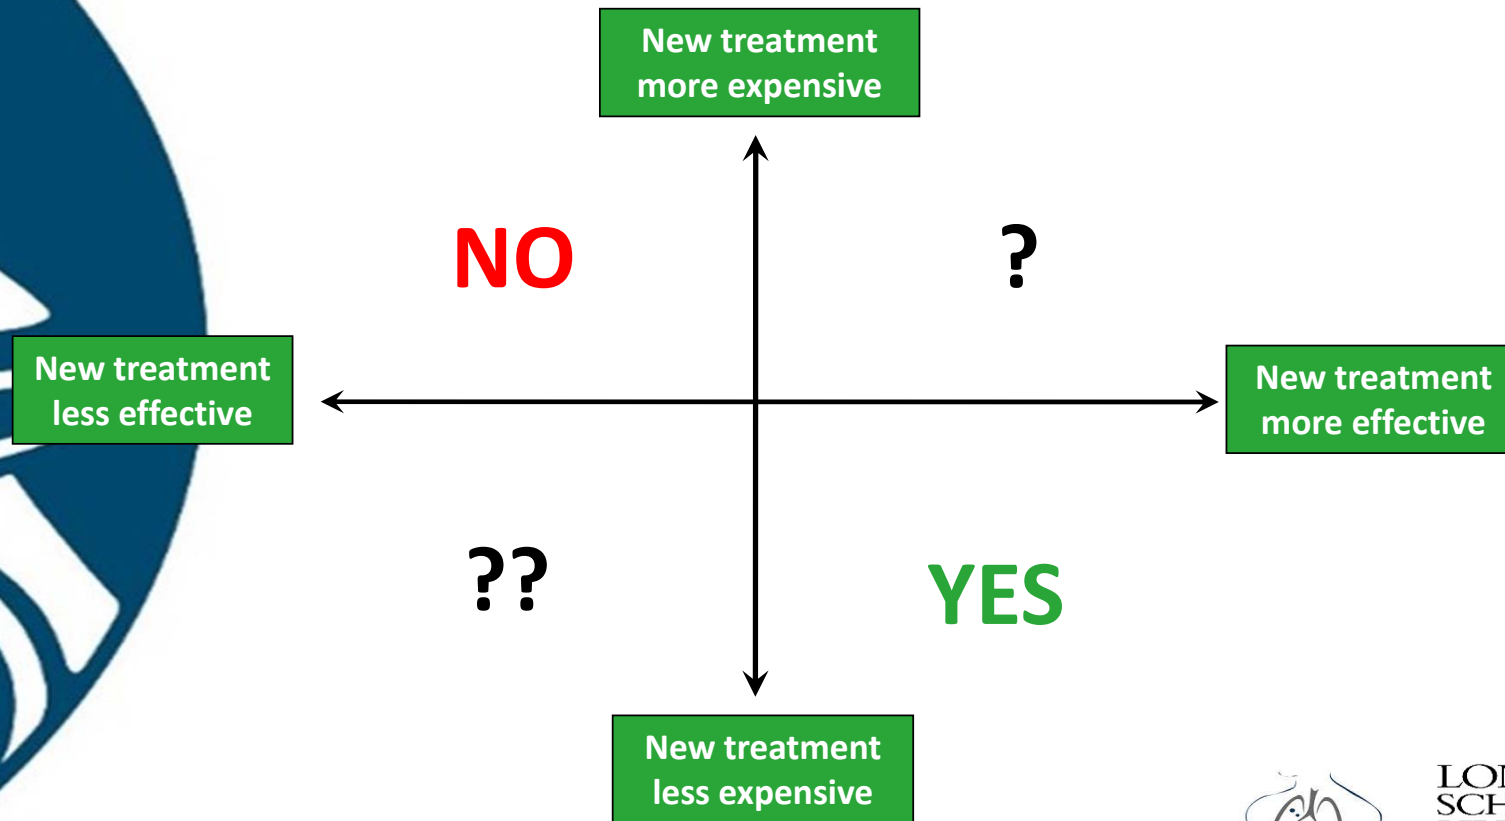 New treatment
more expensive
NO
?
New treatment
less effective
New treatment
more effective
??
YES
New treatment
less expensive